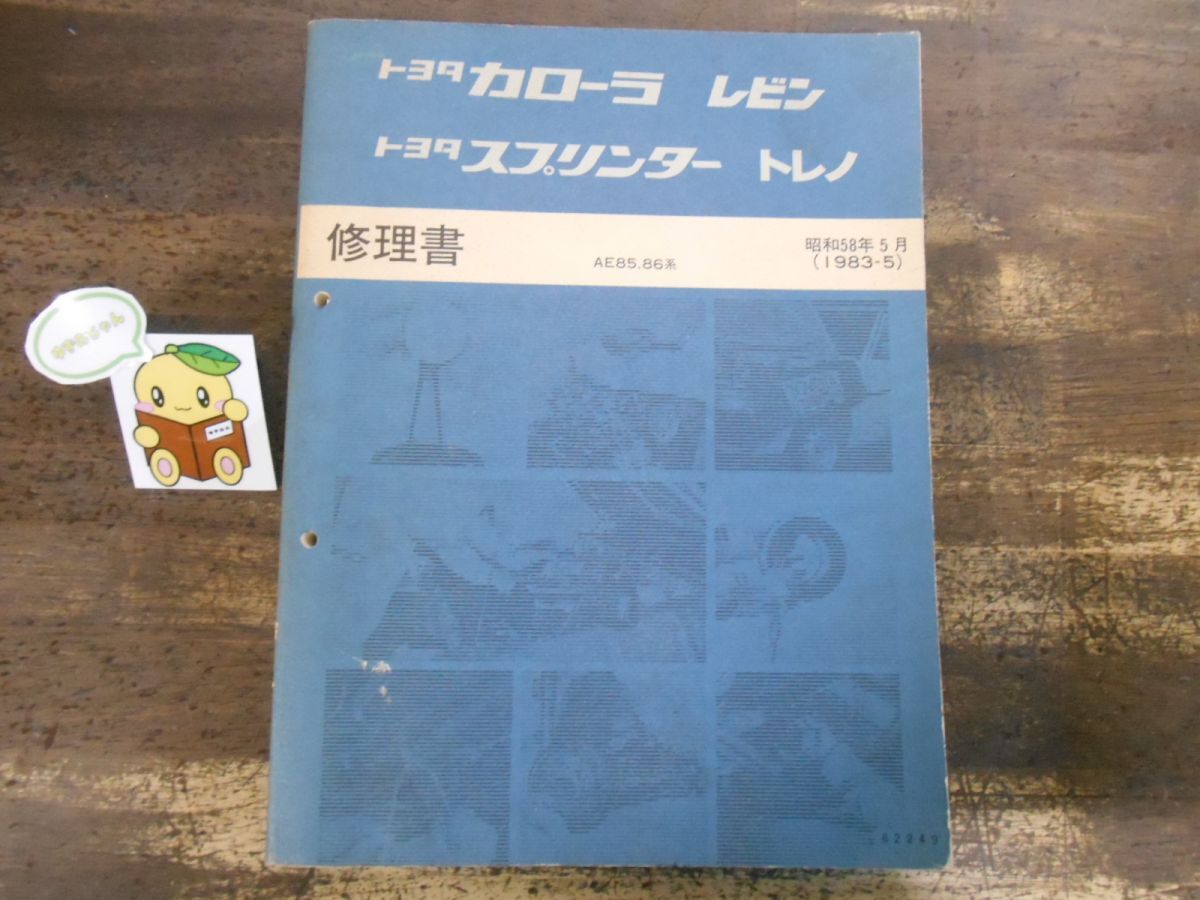 トヨタ カローラ レビン
トヨタ スプリンター トレノ
修理書
AE85.86系
昭和58年5月
(1983-5)
62249